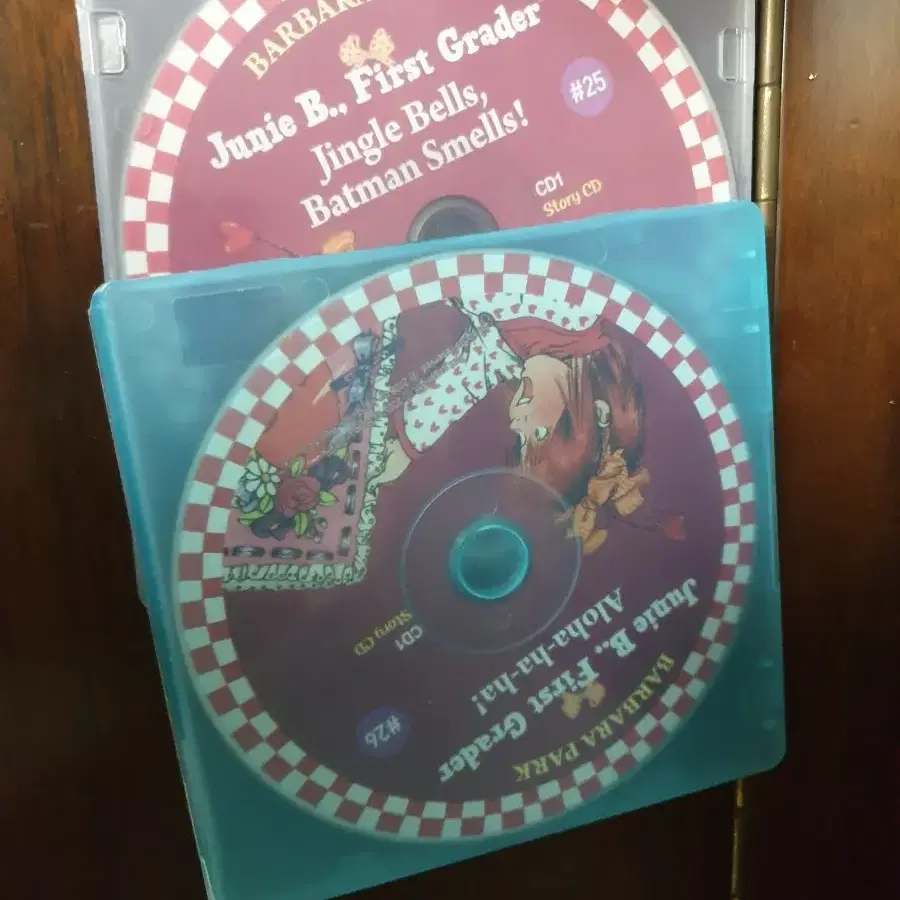 BARBARA
Junie B., First Grader
Jingle Bells,
Batman Smells!
#25
CD1
Story CD
BARBARA PARK
Junie B., First Grader
Aloha-ha-ha!
#26
CD1
Story CD